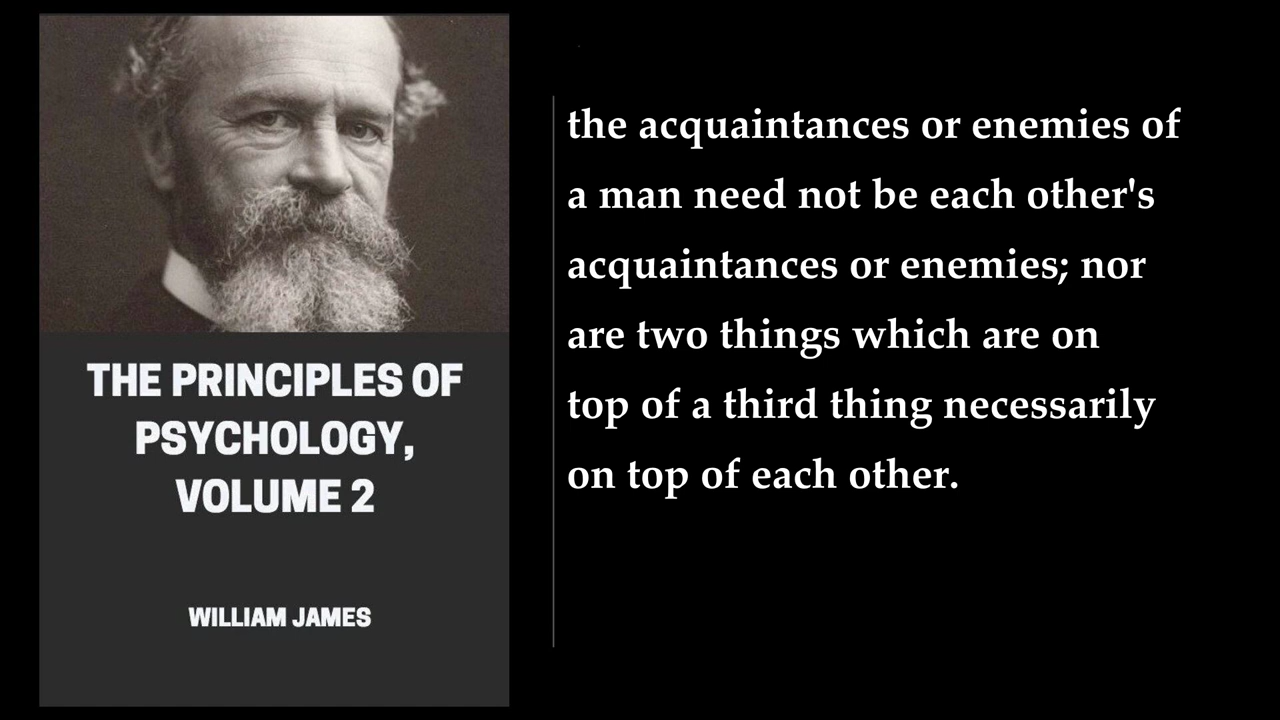 THE PRINCIPLES OF
PSYCHOLOGY,
VOLUME 2
WILLIAM JAMES
the acquaintances or enemies of
a man need not be each other's
acquaintances or enemies; nor
are two things which are on
top of a third thing necessarily
on top of each other.